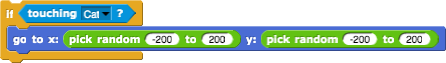 if touching Cat ?
go to x: pick random -200 to 200 y: pick random -200 to 200